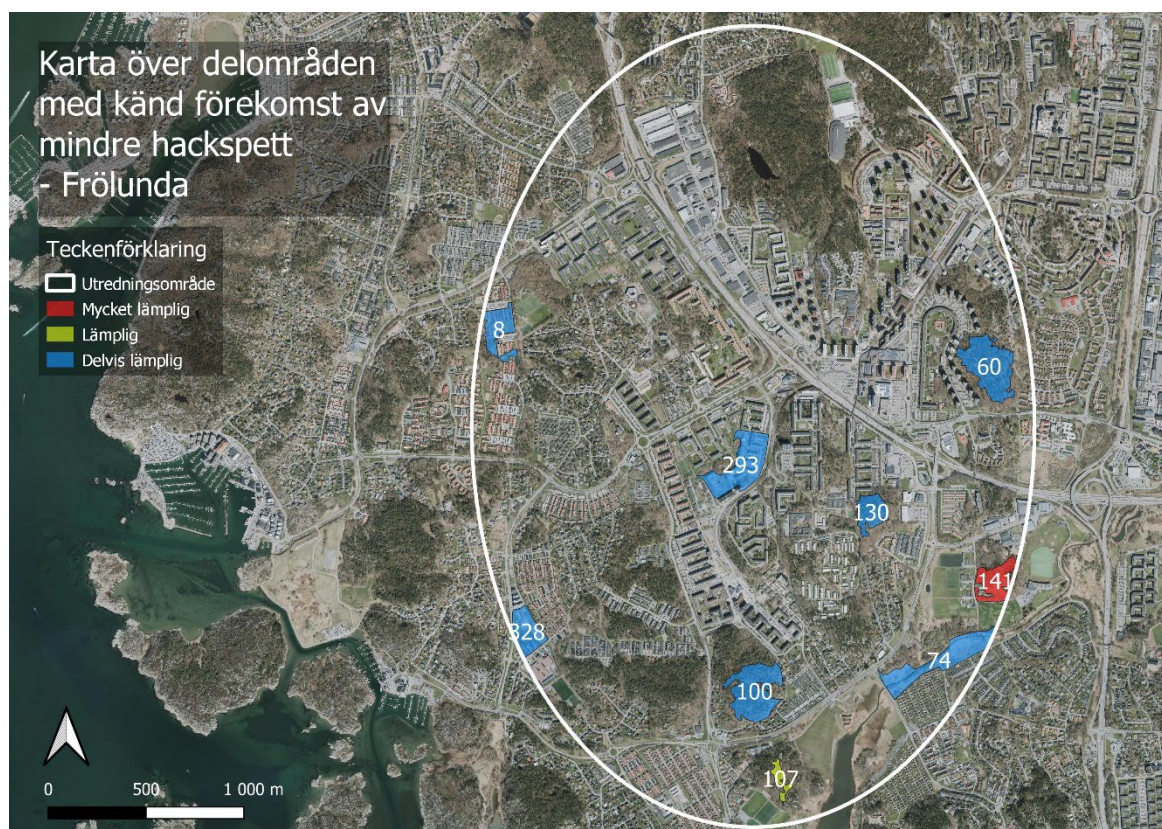 Karta över delområden
med känd förekomst av
mindre hackspett
- Frölunda
Teckenförklaring
Utredningsområde
Mycket lämplig
Lämplig
Delvis lämplig
8
60
293
130
141
328
74
100
107
0
500
1 000 m